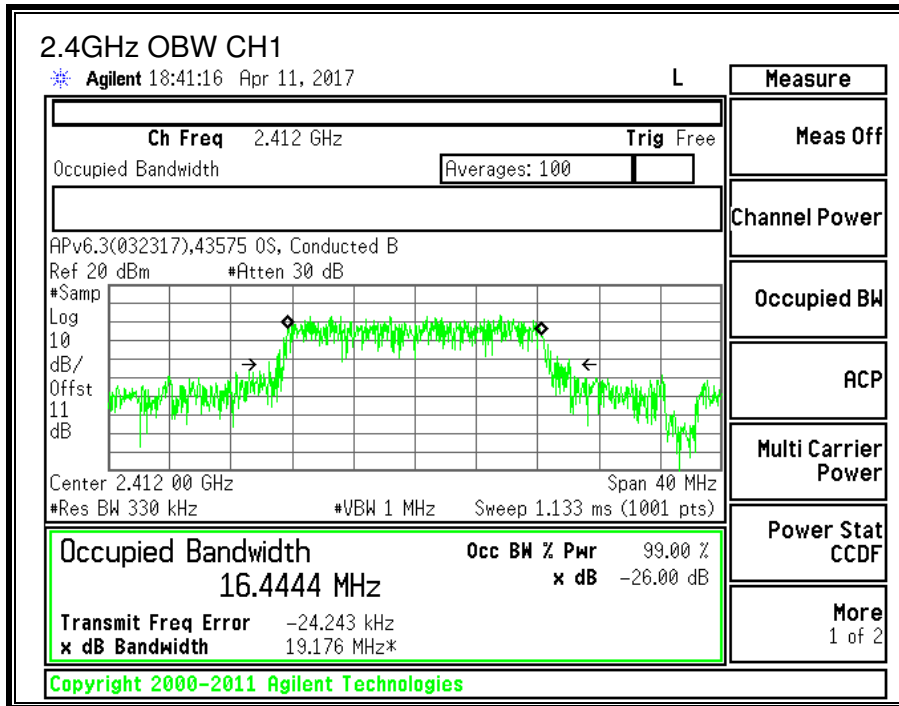 2.4GHz OBW CH1
Agilent 18:41:16 Apr 11, 2017 L
Ch Freq 2.412 GHz Trig Free
Occupied Bandwidth Averages: 100
APv6.3(032317),43575 OS, Conducted B
Ref 20 dBm #Atten 30 dB
#Samp
Log
10
dB/
Offst
11
dB
Center 2.412 00 GHz Span 40 MHz
#Res BW 330 kHz #VBW 1 MHz Sweep 1.133 ms (1001 pts)
Occupied Bandwidth Occ BW % Pwr 99.00 %
16.4444 MHz x dB -26.00 dB
Transmit Freq Error -24.243 kHz
x dB Bandwidth 19.176 MHz*
Copyright 2000-2011 Agilent Technologies
Measure
Meas Off
Channel Power
Occupied BW
ACP
Multi Carrier
Power
Power Stat
CCDF
More
1 of 2